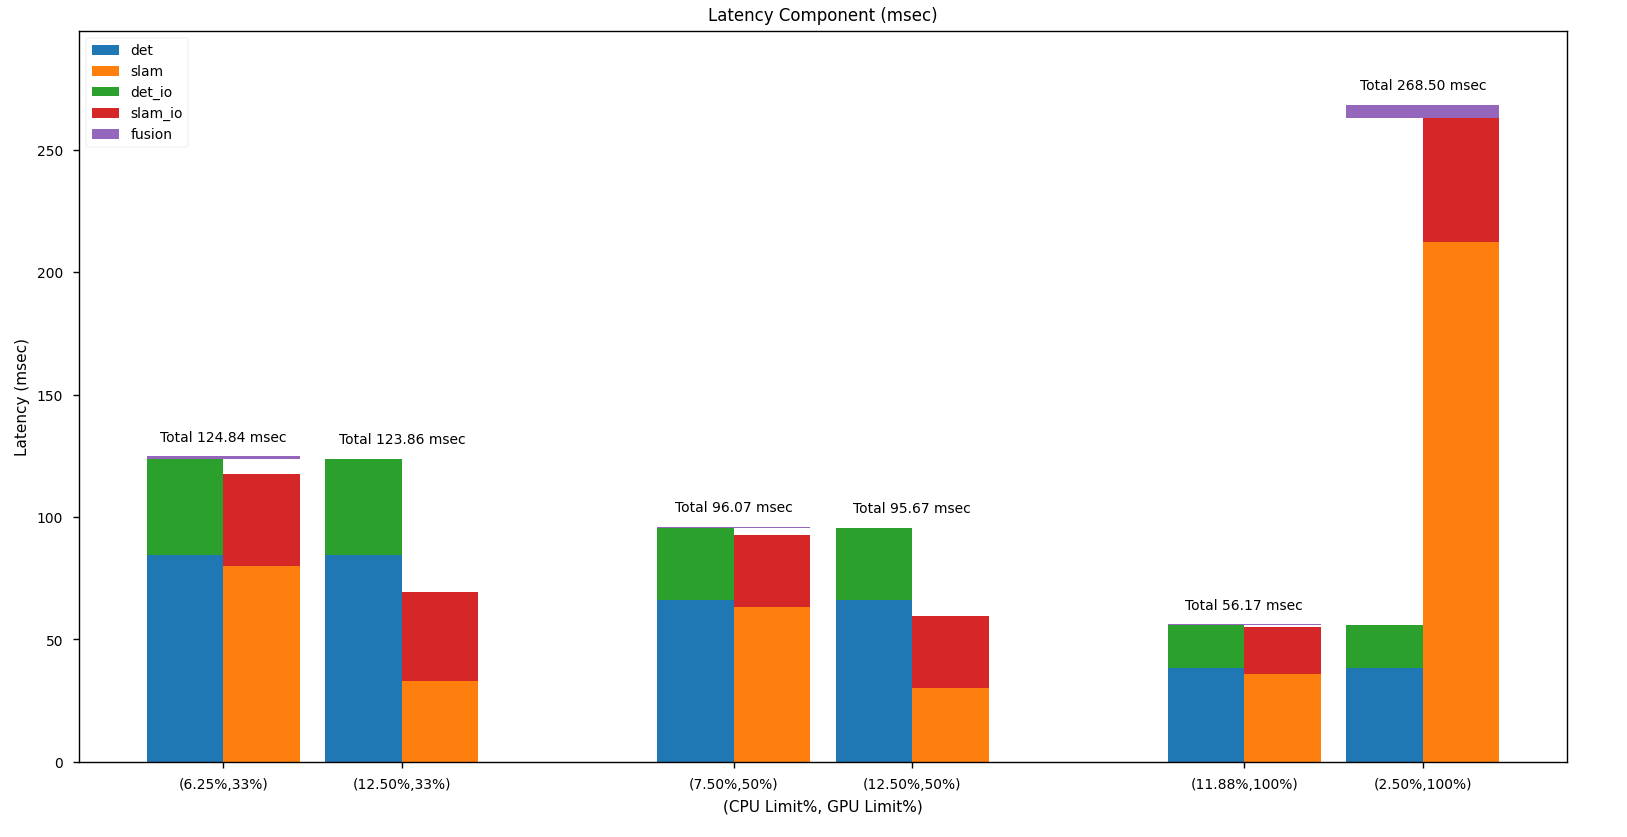 Latency Component (msec)
det
slam
det_io
slam_io
fusion
Total 268.50 msec
Total 124.84 msec
Total 123.86 msec
Total 96.07 msec
Total 95.67 msec
Total 56.17 msec
Latency (msec)
250
200
150
100
50
0
(6.25%,33%)
(12.50%,33%)
(7.50%,50%)
(12.50%,50%)
(11.88%,100%)
(2.50%,100%)
(CPU Limit%, GPU Limit%)